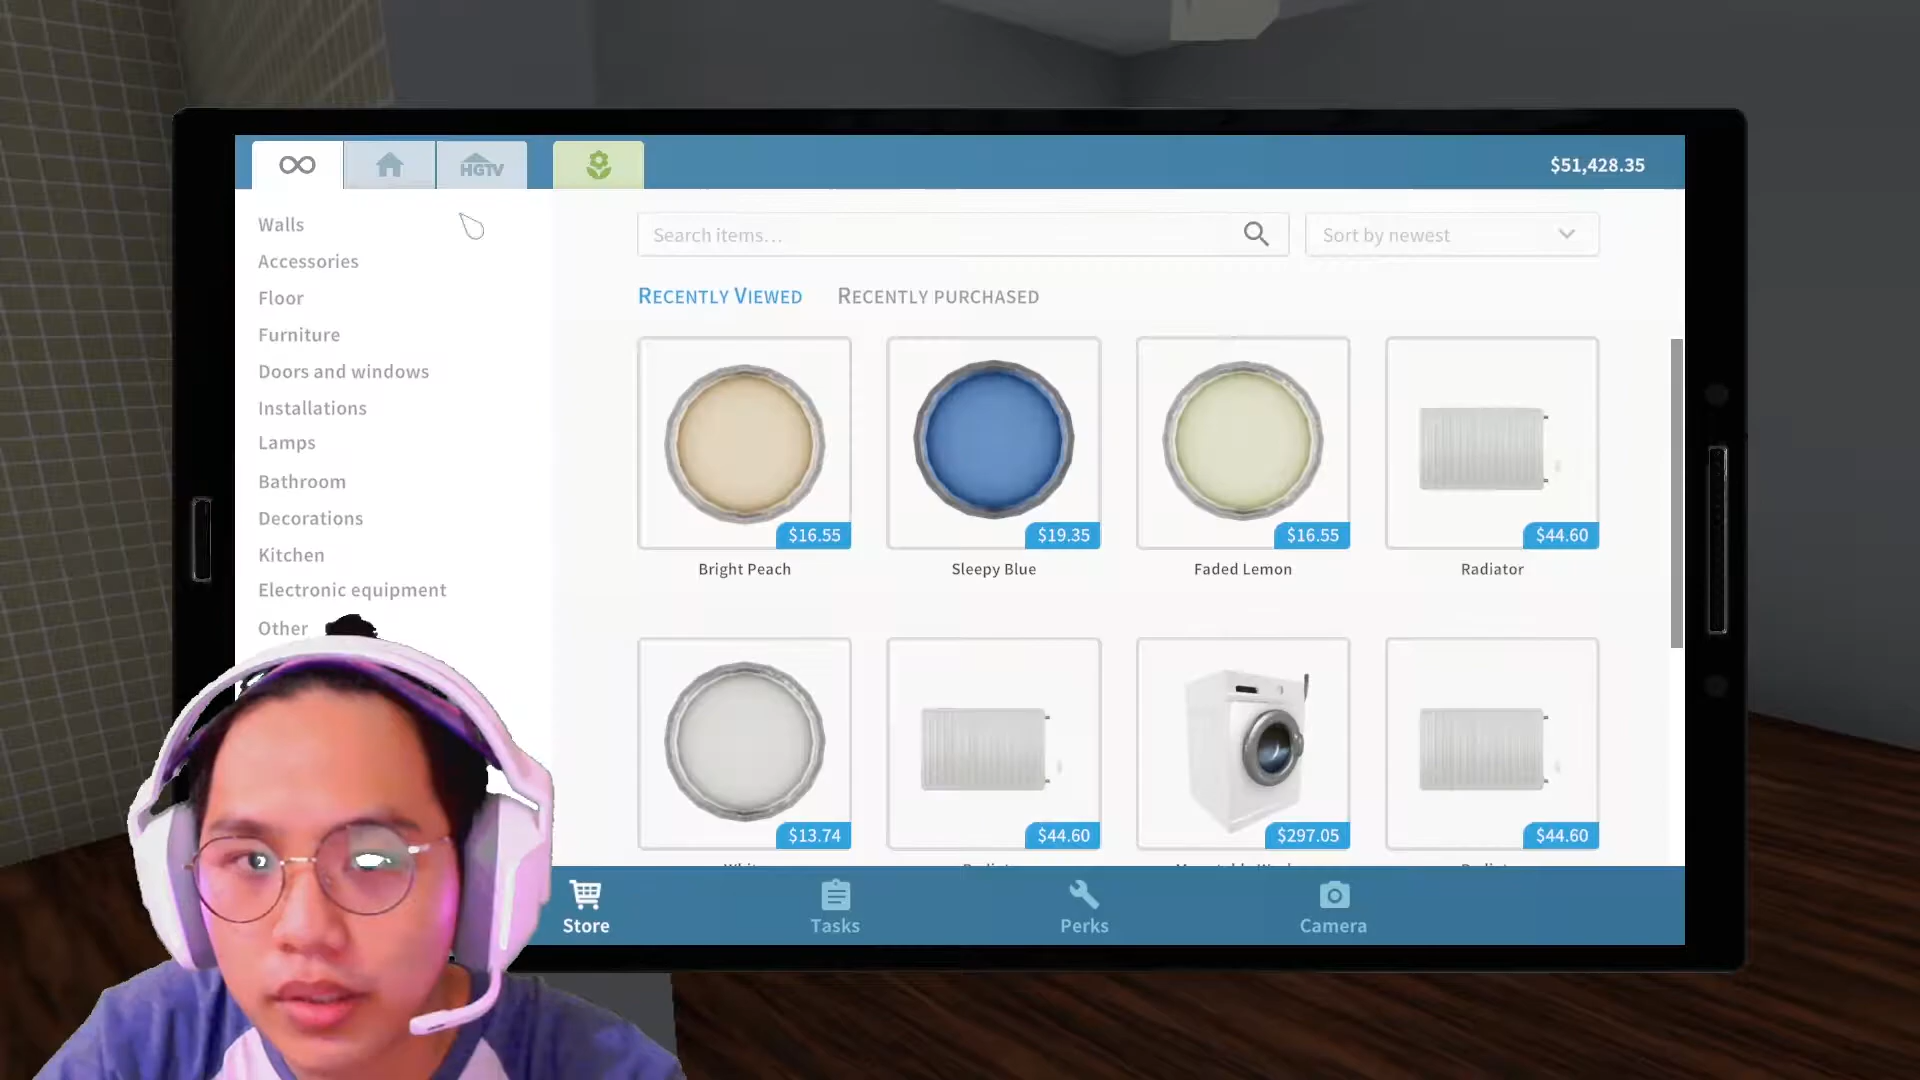 HGTV
$51,428.35
Walls
Accessories
Floor
Furniture
Doors and windows
Installations
Lamps
Bathroom
Decorations
Kitchen
Electronic equipment
Other
Search items...
Sort by newest
RECENTLY VIEWED
RECENTLY PURCHASED
$16.55
$19.35
$16.55
$44.60
Bright Peach
Sleepy Blue
Faded Lemon
Radiator
$13.74
$44.60
$297.05
$44.60
Store
Tasks
Perks
Camera